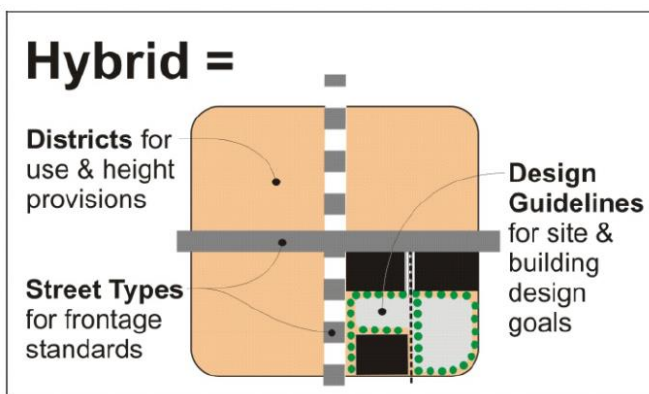 Hybrid =
Districts for
use & height
provisions
Street Types
for frontage
standards
Design
Guidelines
for site &
building
design
goals